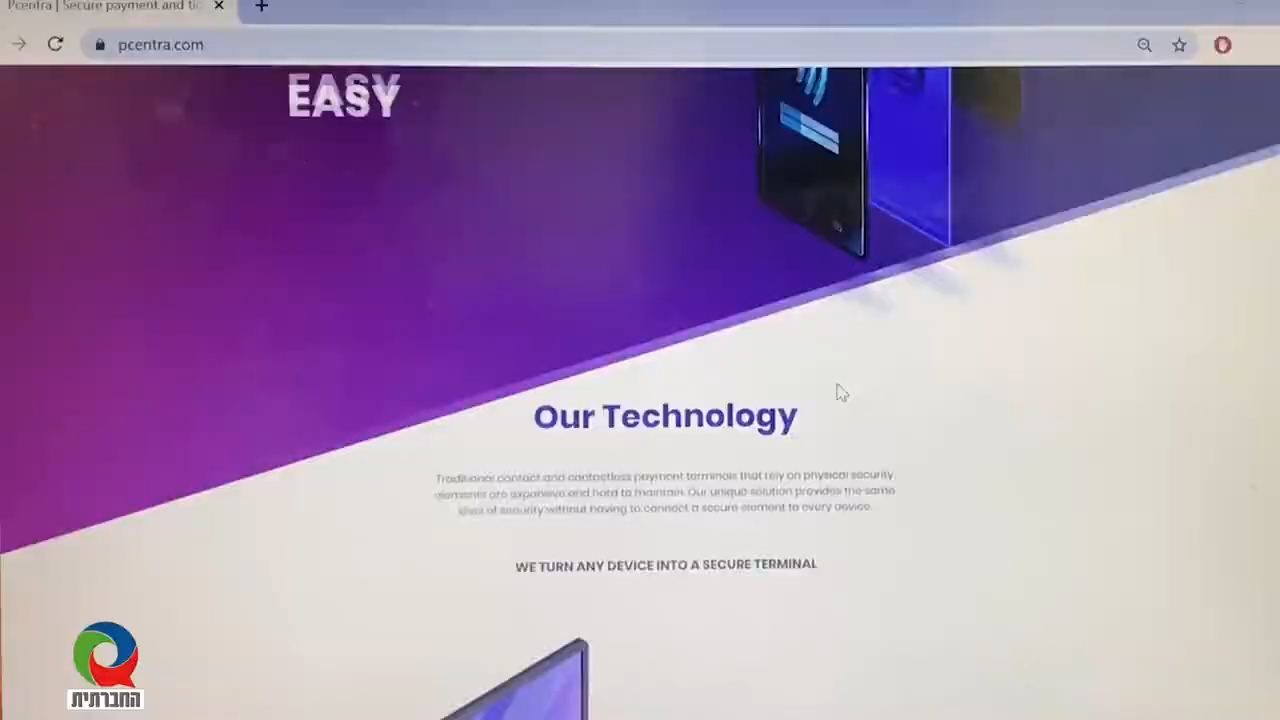 Pcentra | Secure payment and tic
pcentra.com
EASY
Our Technology
Traditional contact and contactless payment terminals that rely on physical security
elements are expensive and hard to maintain. Our unique solution provides the same
level of security without having to connect a secure element to every device.
WE TURN ANY DEVICE INTO A SECURE TERMINAL
החברתית